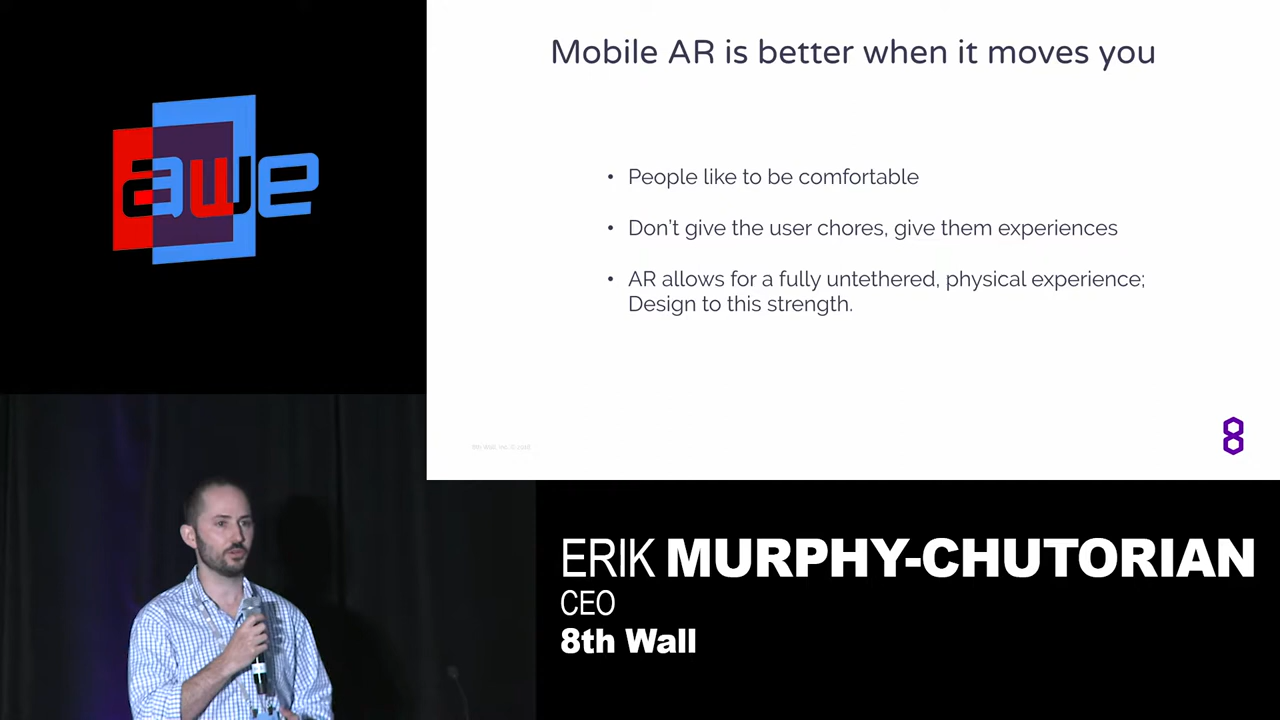 awe
Mobile AR is better when it moves you
• People like to be comfortable
• Don't give the user chores, give them experiences
• AR allows for a fully untethered, physical experience;
Design to this strength.
8
ERIK MURPHY-CHUTORIAN
CEO
8th Wall